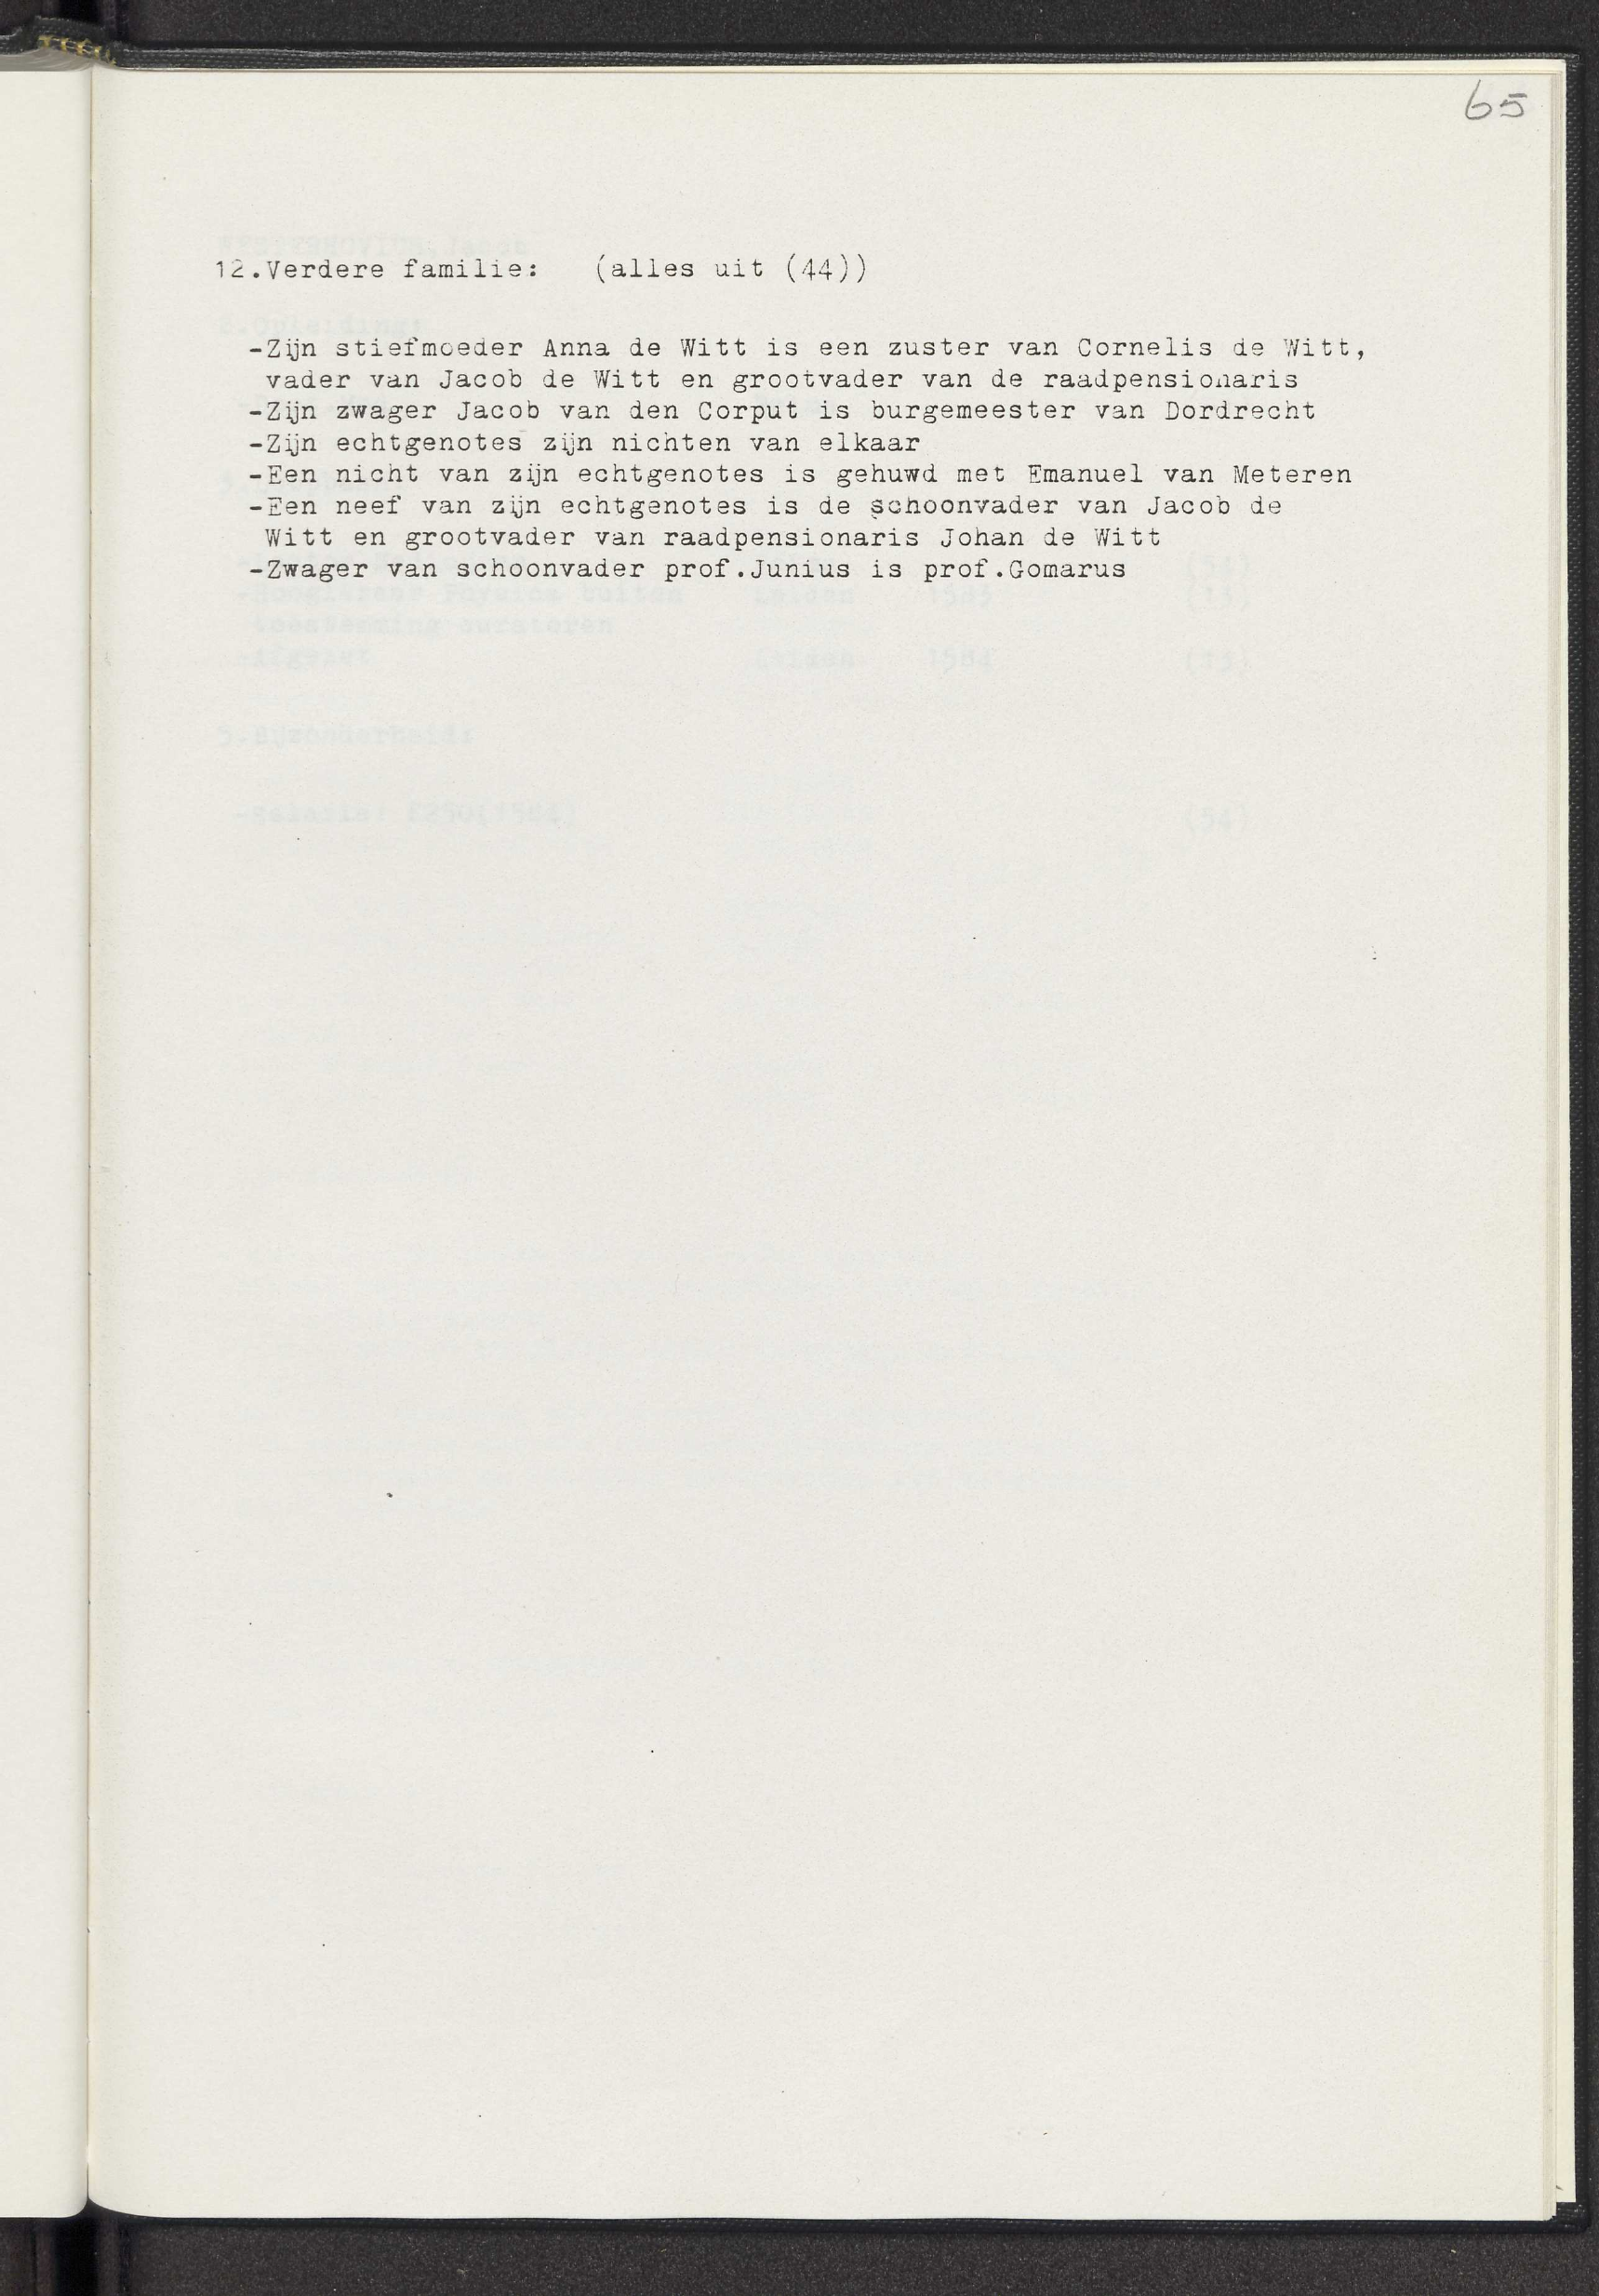 65
12.Verdere familie: (alles uit (44))
-Zijn stiefmoeder Anna de Witt is een zuster van Cornelis de Witt,
vader van Jacob de Witt en grootvader van de raadpensionaris
-Zijn zwager Jacob van den Corput is burgemeester van Dordrecht
-Zijn echtgenotes zijn nichten van elkaar
-Een nicht van zijn echtgenotes is gehuwd met Emanuel van Meteren
-Een neef van zijn echtgenotes is de schoonvader van Jacob de
Witt en grootvader van raadpensionaris Johan de Witt
-Zwager van schoonvader prof.Junius is prof.Gomarus